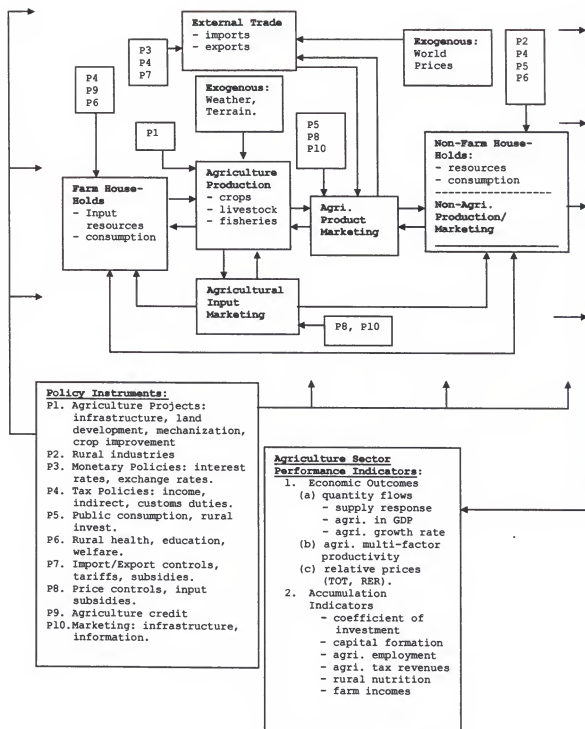 External Trade
- imports
- exports
P3
P4
P7
Exogenous:
World
Prices
P2
P4
P5
P6
P4
P9
P6
Exogenous:
Weather,
Terrain.
P1
P5
P8
P10
Farm House-
Holds
- Input
resources
- consumption
Agriculture
Production
- crops
- livestock
- fisheries
Agri.
Product
Marketing
Non-Farm House-
Holds:
- resources
- consumption
Non-Agri.
Production/
Marketing
Agricultural
Input
Marketing
P8, P10
Policy Instruments:
P1. Agriculture Projects:
infrastructure, land
development, mechanization,
crop improvement
P2. Rural industries
P3. Monetary Policies: interest
rates, exchange rates.
P4. Tax Policies: income,
indirect, customs duties.
P5. Public consumption, rural
invest.
P6. Rural health, education,
welfare.
P7. Import/Export controls,
tariffs, subsidies.
P8. Price controls, input
subsidies.
P9. Agriculture credit
P10.Marketing: infrastructure,
information.
Agriculture Sector
Performance Indicators:
1. Economic Outcomes
(a) quantity flows
- supply response
- agri. in GDP
- agri. growth rate
(b) agri. multi-factor
productivity
(c) relative prices
(TOT, RER).
2. Accumulation
Indicators
- coefficient of
investment
- capital formation
- agri. employment
- agri. tax revenues
- rural nutrition
- farm incomes